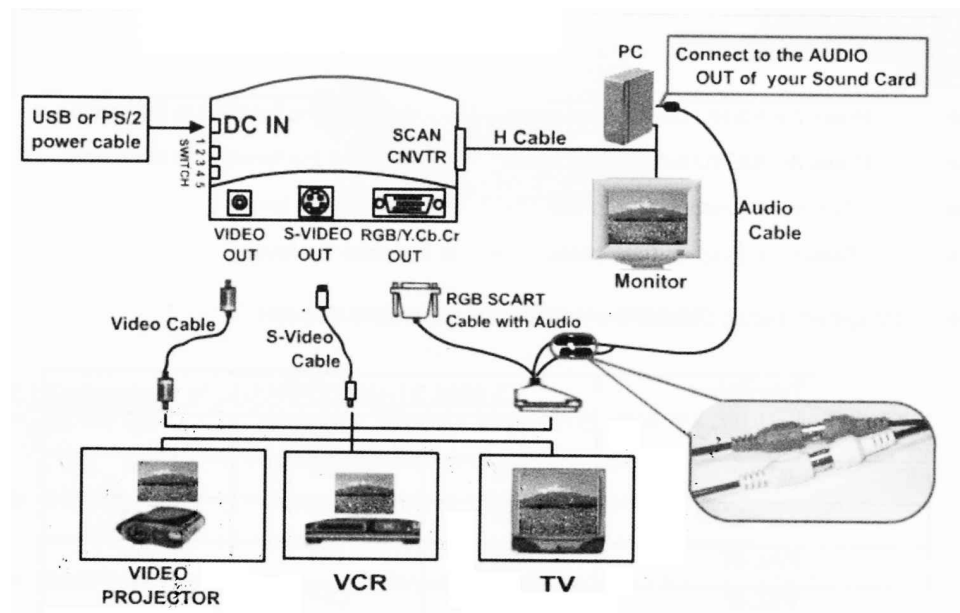 PC
Connect to the AUDIO
OUT of your Sound Card
USB or PS/2
power cable
DC IN
SWITCH
1 2 3 4 5
SCAN
CNVTR
H Cable
VIDEO
OUT
S-VIDEO
OUT
RGB/Y.Cb.Cr
OUT
Monitor
Audio
Cable
Video Cable
S-Video
Cable
RGB SCART
Cable with Audio
VIDEO
PROJECTOR
VCR
TV